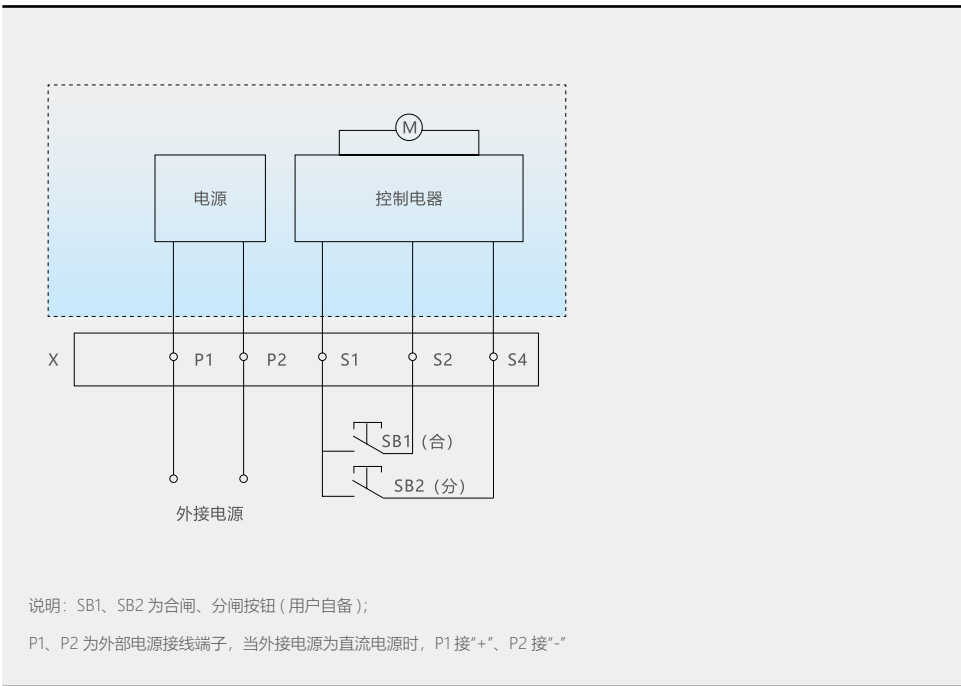 M
电源
控制电器
X P1 P2 S1 S2 S4
SB1（合）
SB2（分）
外接电源
说明：SB1、SB2 为合闸、分闸按钮 ( 用户自备 );
P1、P2 为外部电源接线端子，当外接电源为直流电源时，P1 接“+”、P2 接“-”